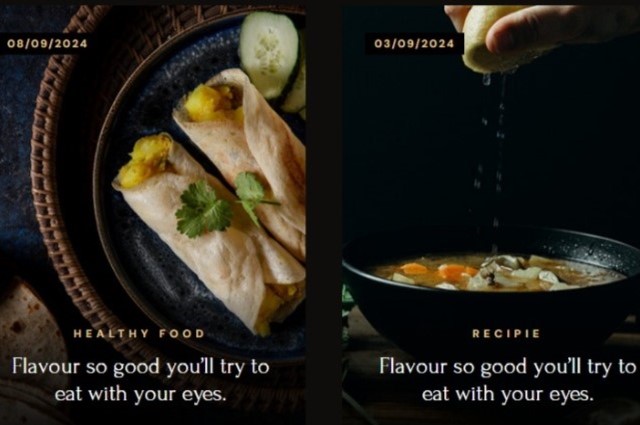 08/09/2024
HEALTHY FOOD
Flavour so good you'll try to
eat with your eyes.
03/09/2024
RECIPIE
Flavour so good you'll try to
eat with your eyes.